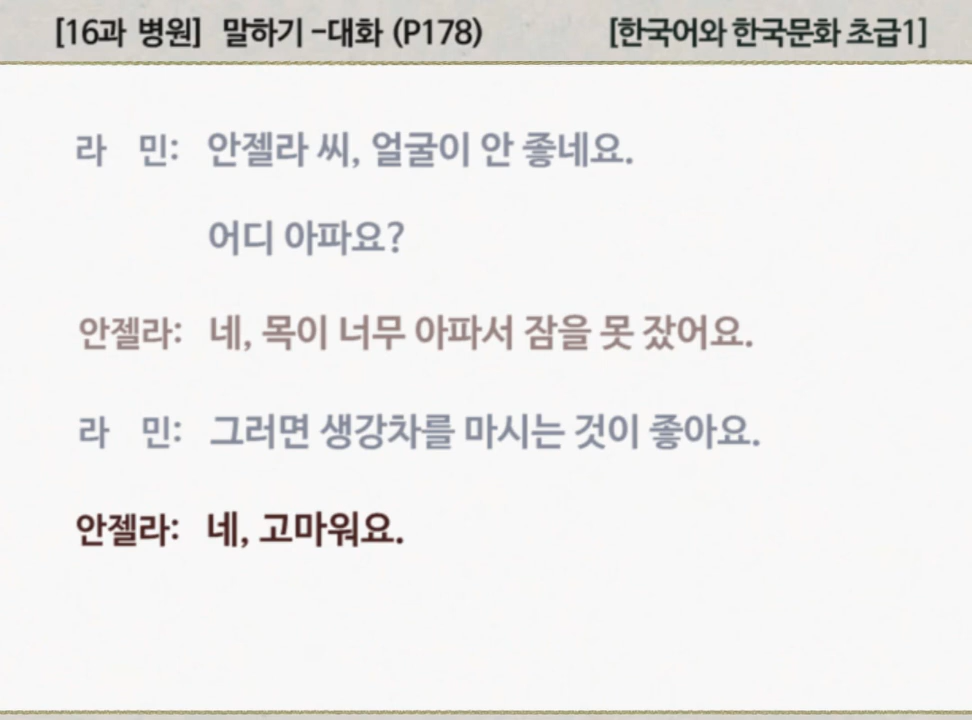 [16과 병원] 말하기 -대화 (P178) [한국어와 한국문화 초급1]
라 민: 안젤라 씨, 얼굴이 안 좋네요.
어디 아파요?
안젤라: 네, 목이 너무 아파서 잠을 못 잤어요.
라 민: 그러면 생강차를 마시는 것이 좋아요.
안젤라: 네, 고마워요.